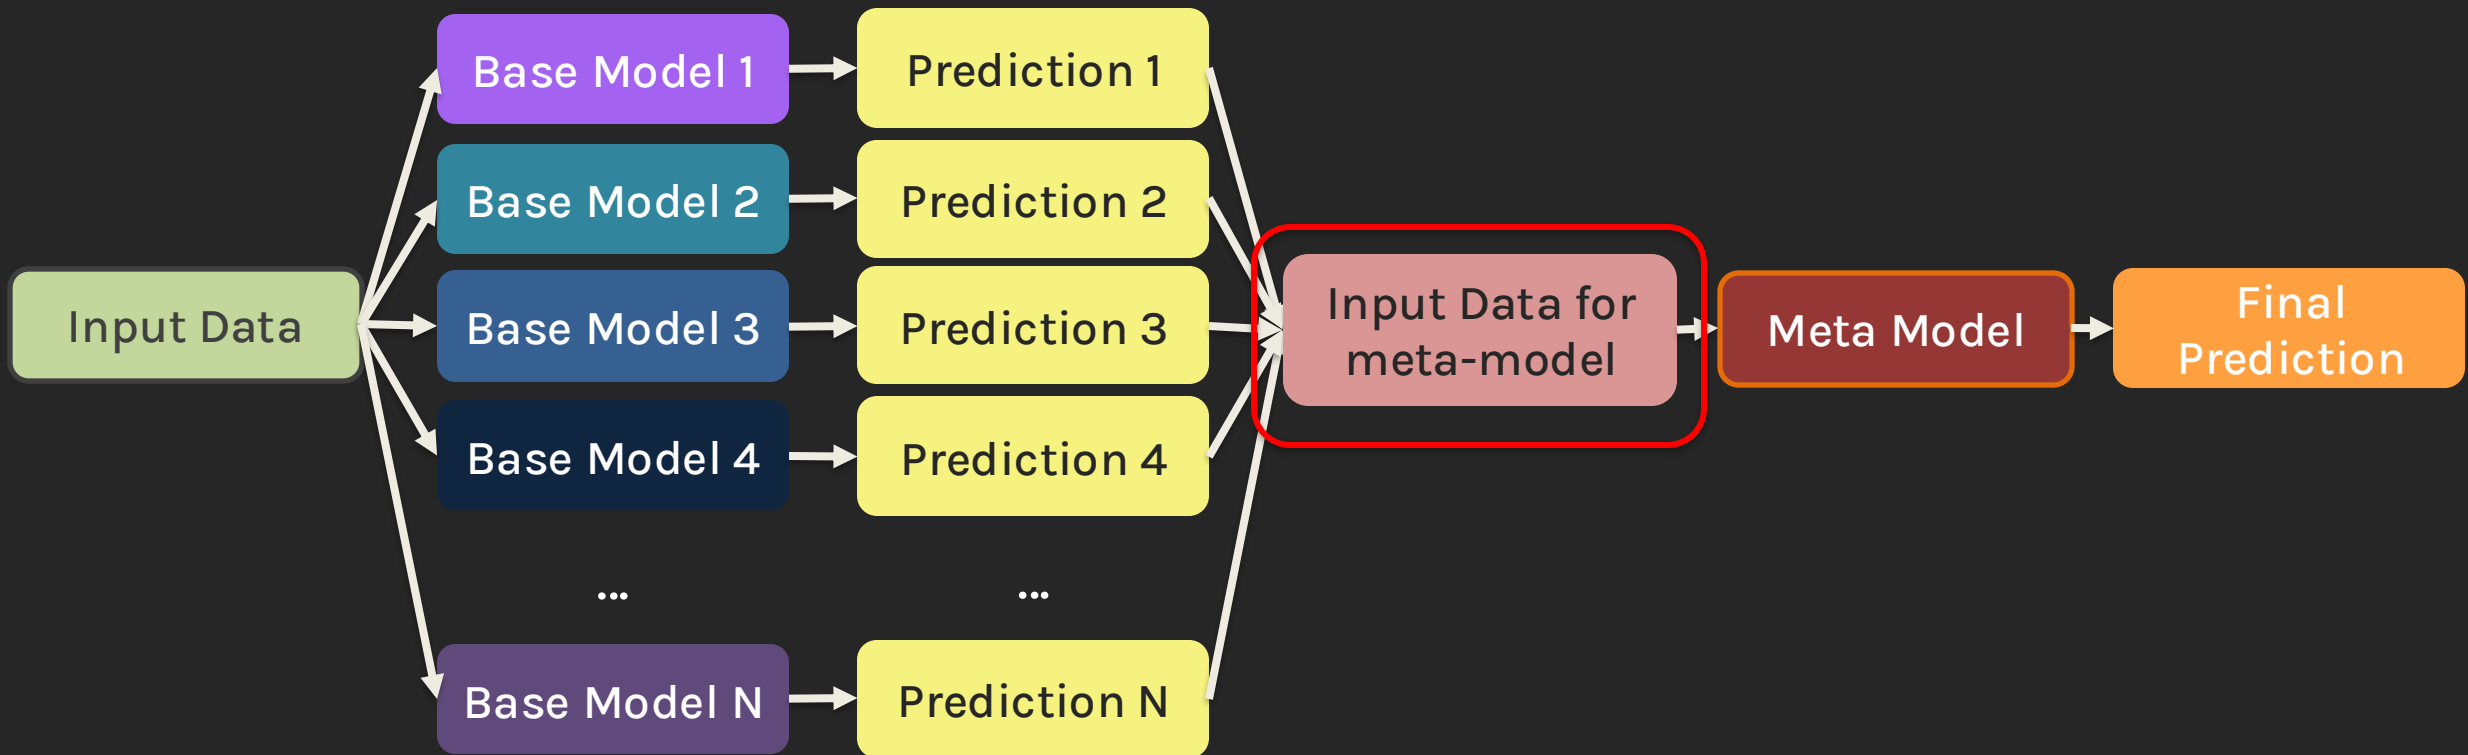 Input Data
Base Model 1
Prediction 1
Base Model 2
Prediction 2
Base Model 3
Prediction 3
Base Model 4
Prediction 4
...
...
Base Model N
Prediction N
Input Data for
meta-model
Meta Model
Final
Prediction